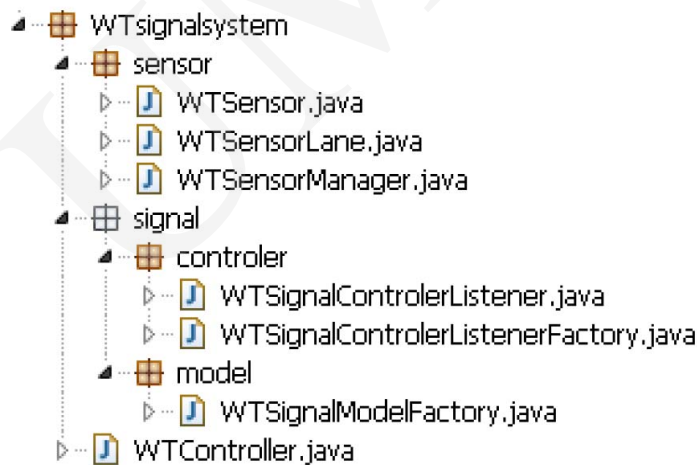 WTsignalsystem
sensor
WTSensor.java
WTSensorLane.java
WTSensorManager.java
signal
controler
WTSignalControlerListener.java
WTSignalControlerListenerFactory.java
model
WTSignalModelFactory.java
WTController.java